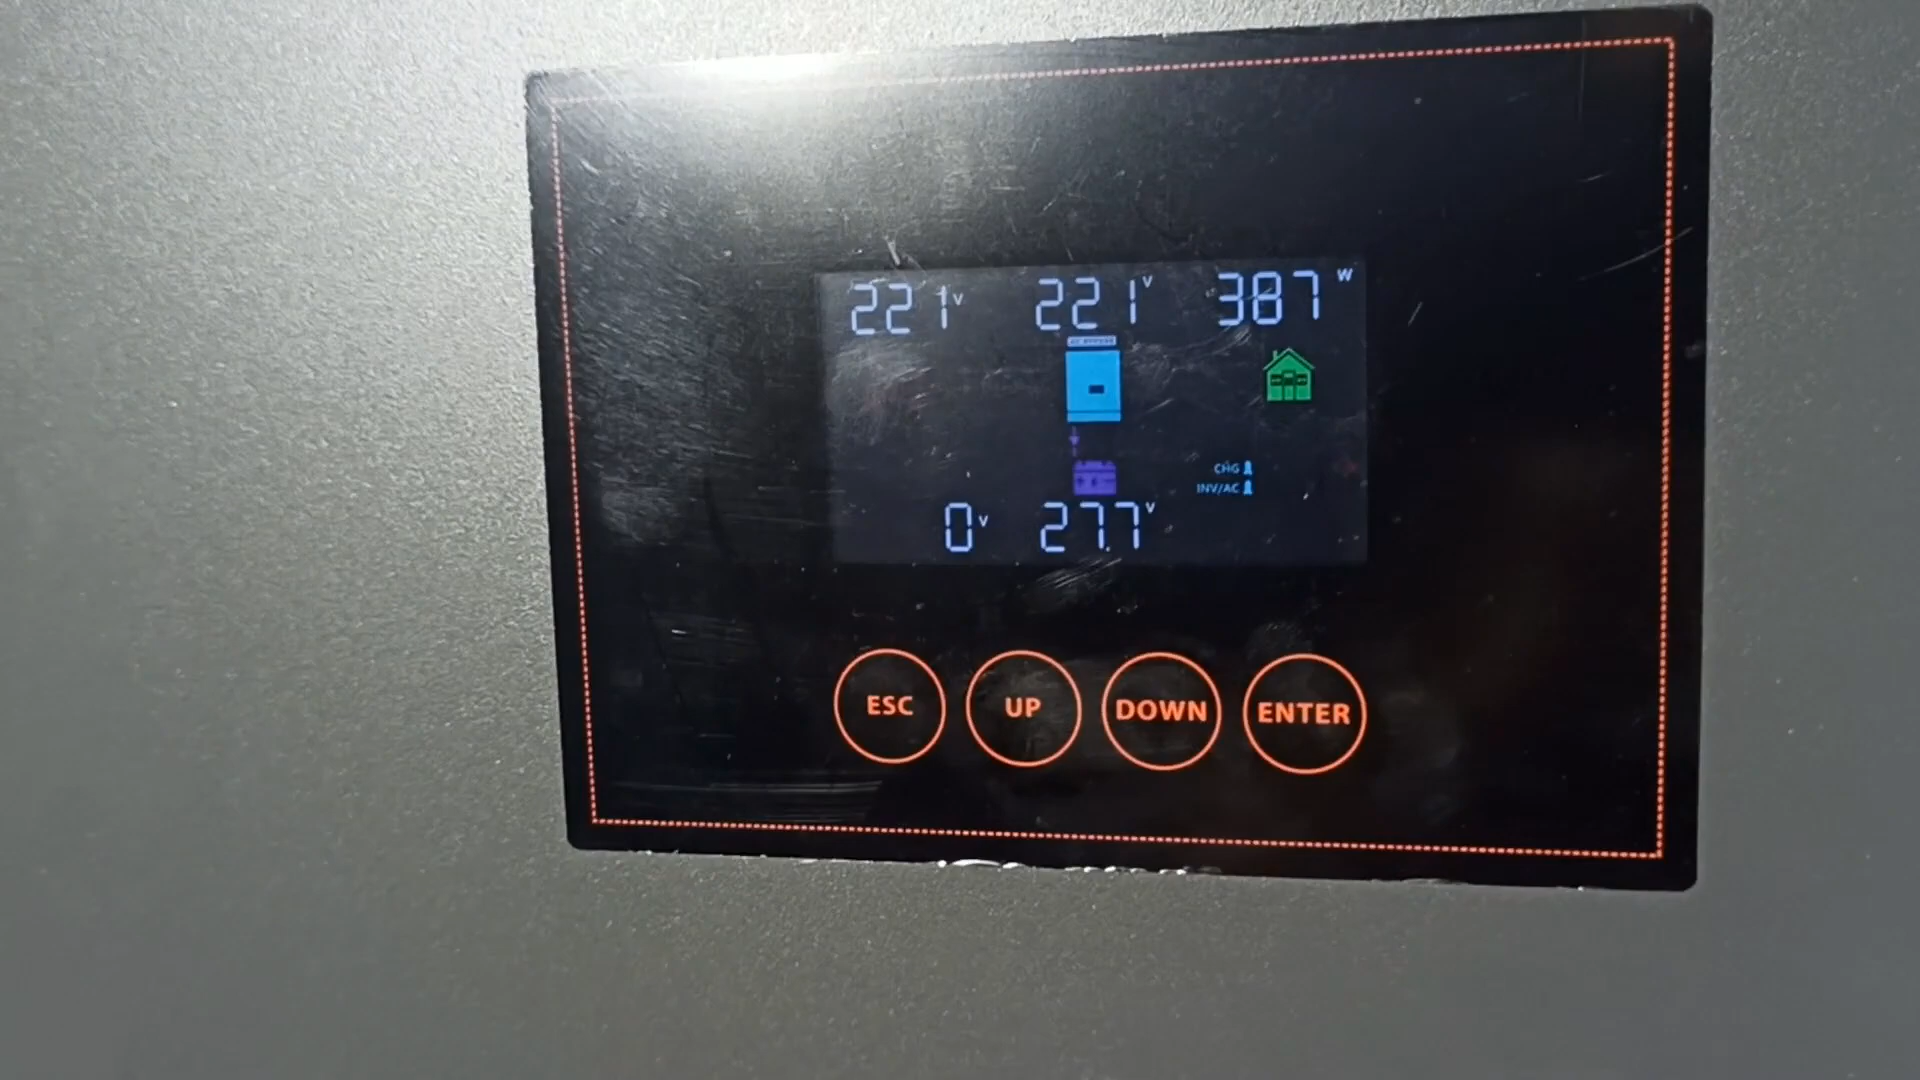 221V 221V 387W
CHG
INV/AC
0V 27.7V
ESC UP DOWN ENTER